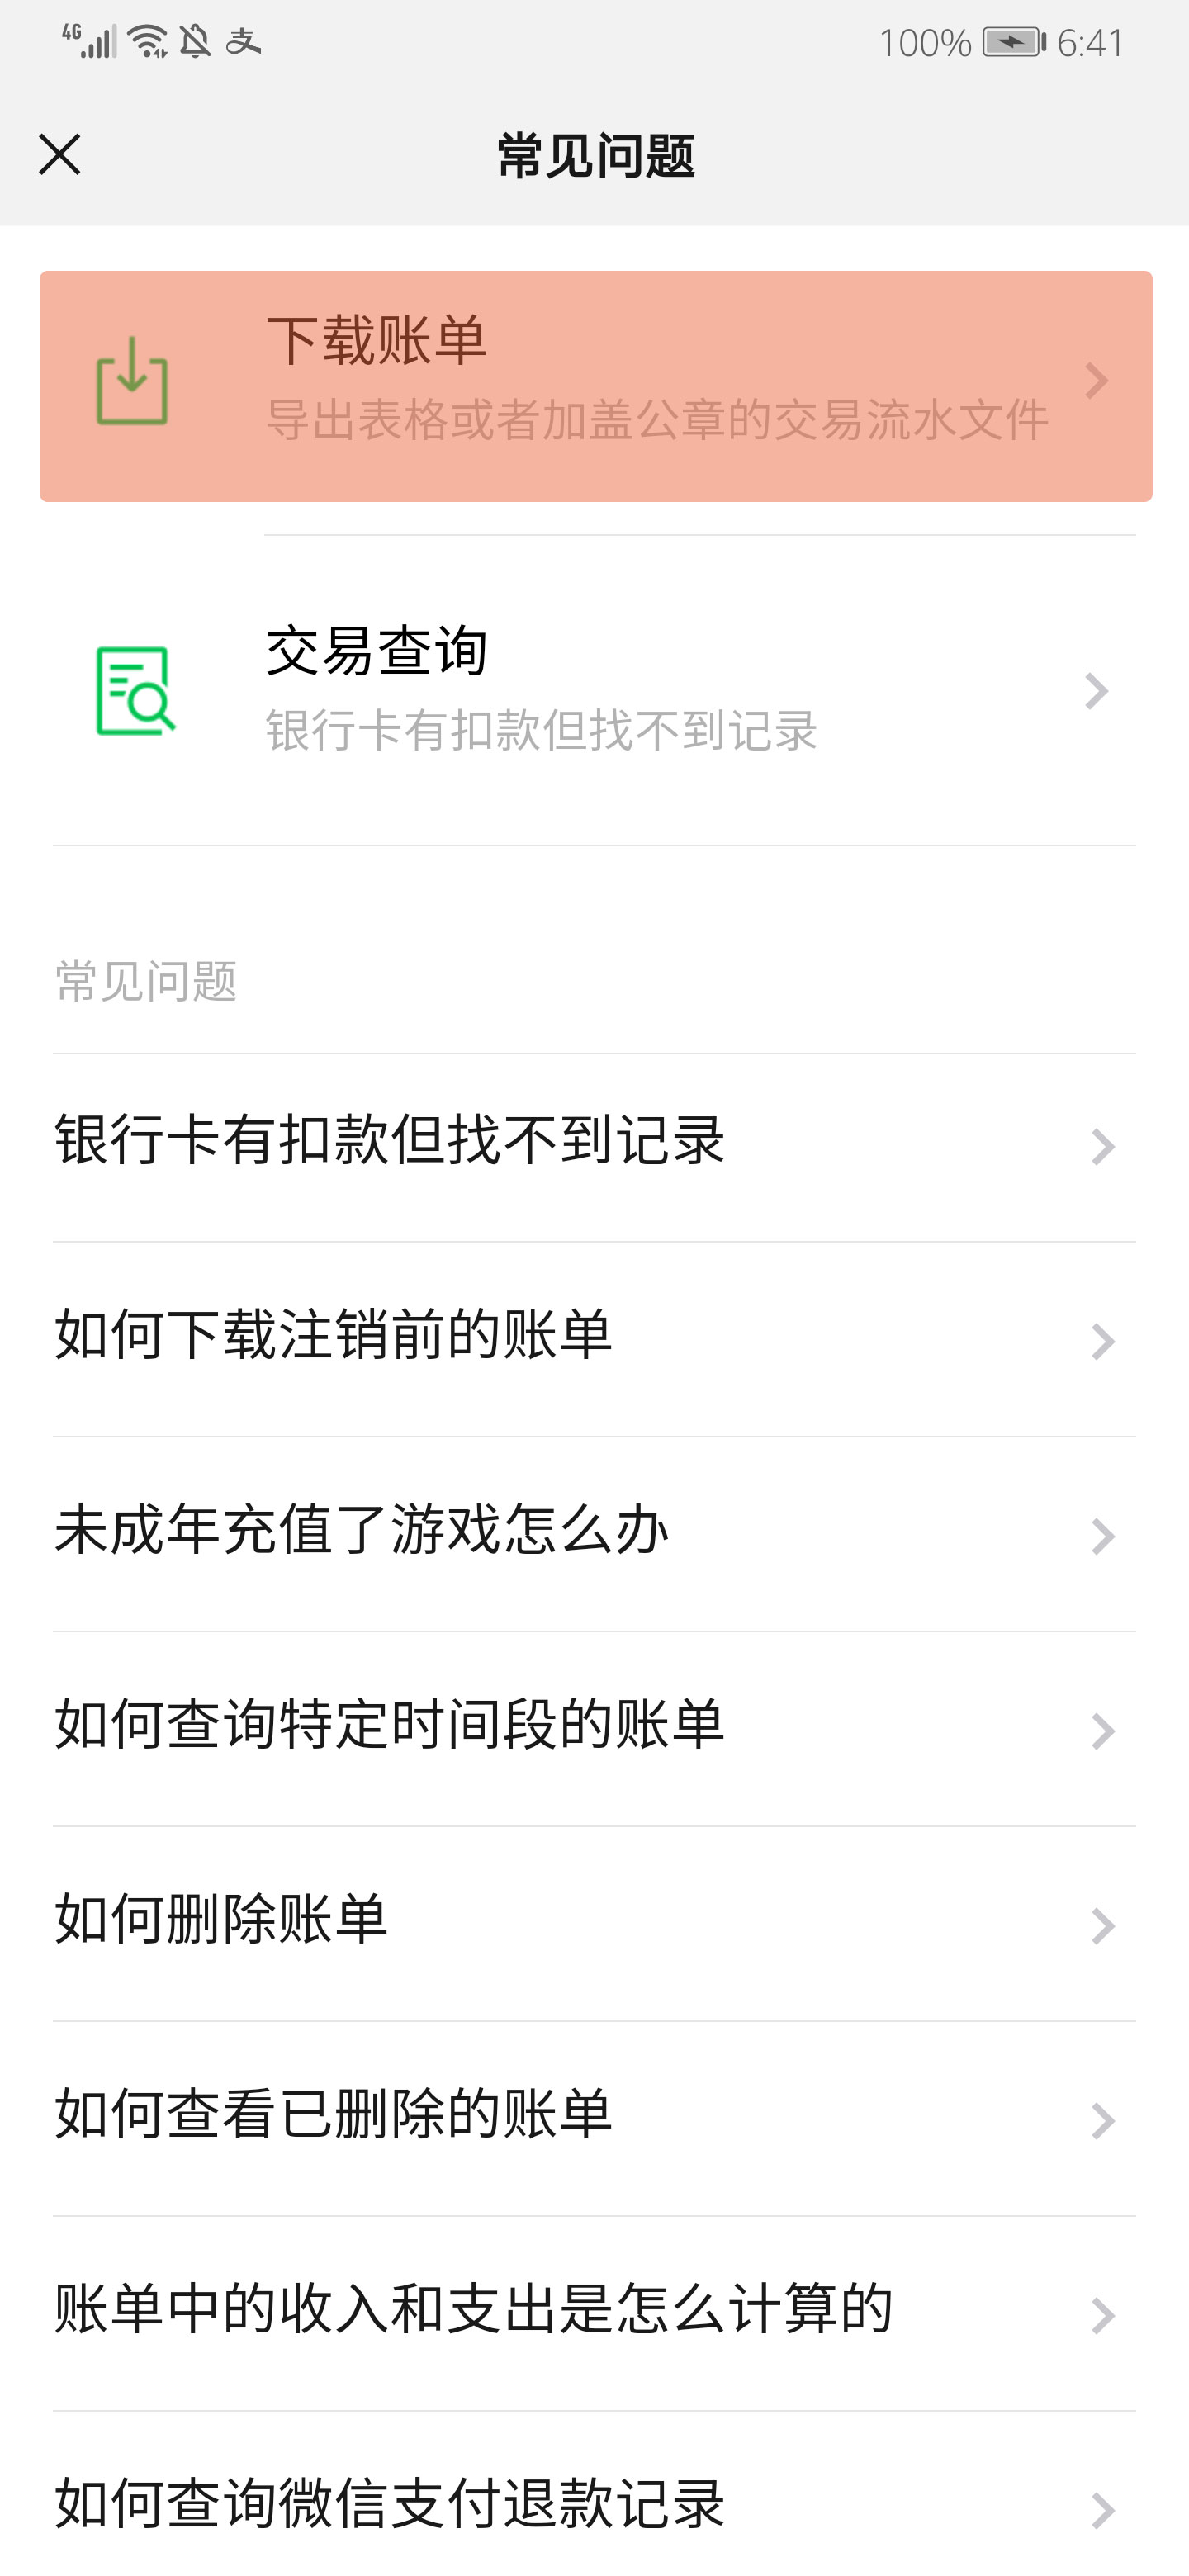 4G 支 100% 6:41
常见问题
下载账单
导出表格或者加盖公章的交易流水文件
交易查询
银行卡有扣款但找不到记录
常见问题
银行卡有扣款但找不到记录
如何下载注销前的账单
未成年充值了游戏怎么办
如何查询特定时间段的账单
如何删除账单
如何查看已删除的账单
账单中的收入和支出是怎么计算的
如何查询微信支付退款记录